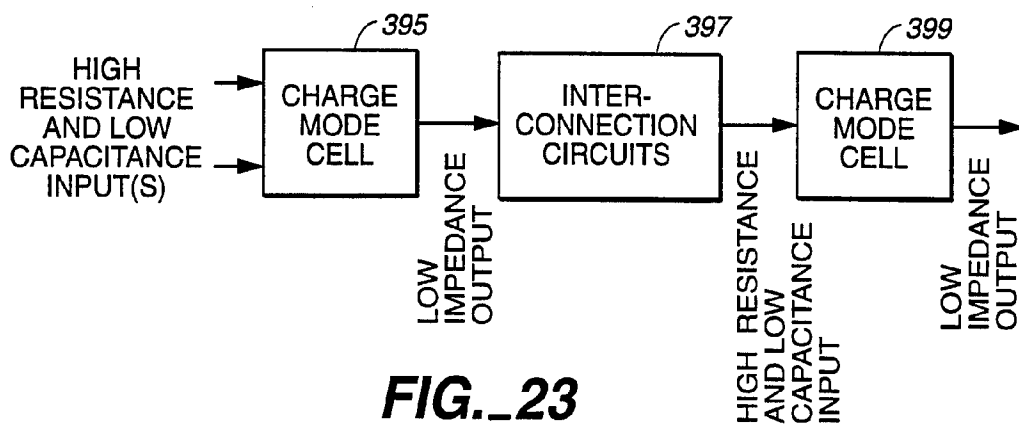 395
397
399
HIGH
RESISTANCE
AND LOW
CAPACITANCE
INPUT(S)
CHARGE
MODE
CELL
INTER-
CONNECTION
CIRCUITS
CHARGE
MODE
CELL
LOW
IMPEDANCE
OUTPUT
HIGH RESISTANCE
AND LOW
CAPACITANCE
INPUT
LOW
IMPEDANCE
OUTPUT
FIG._23